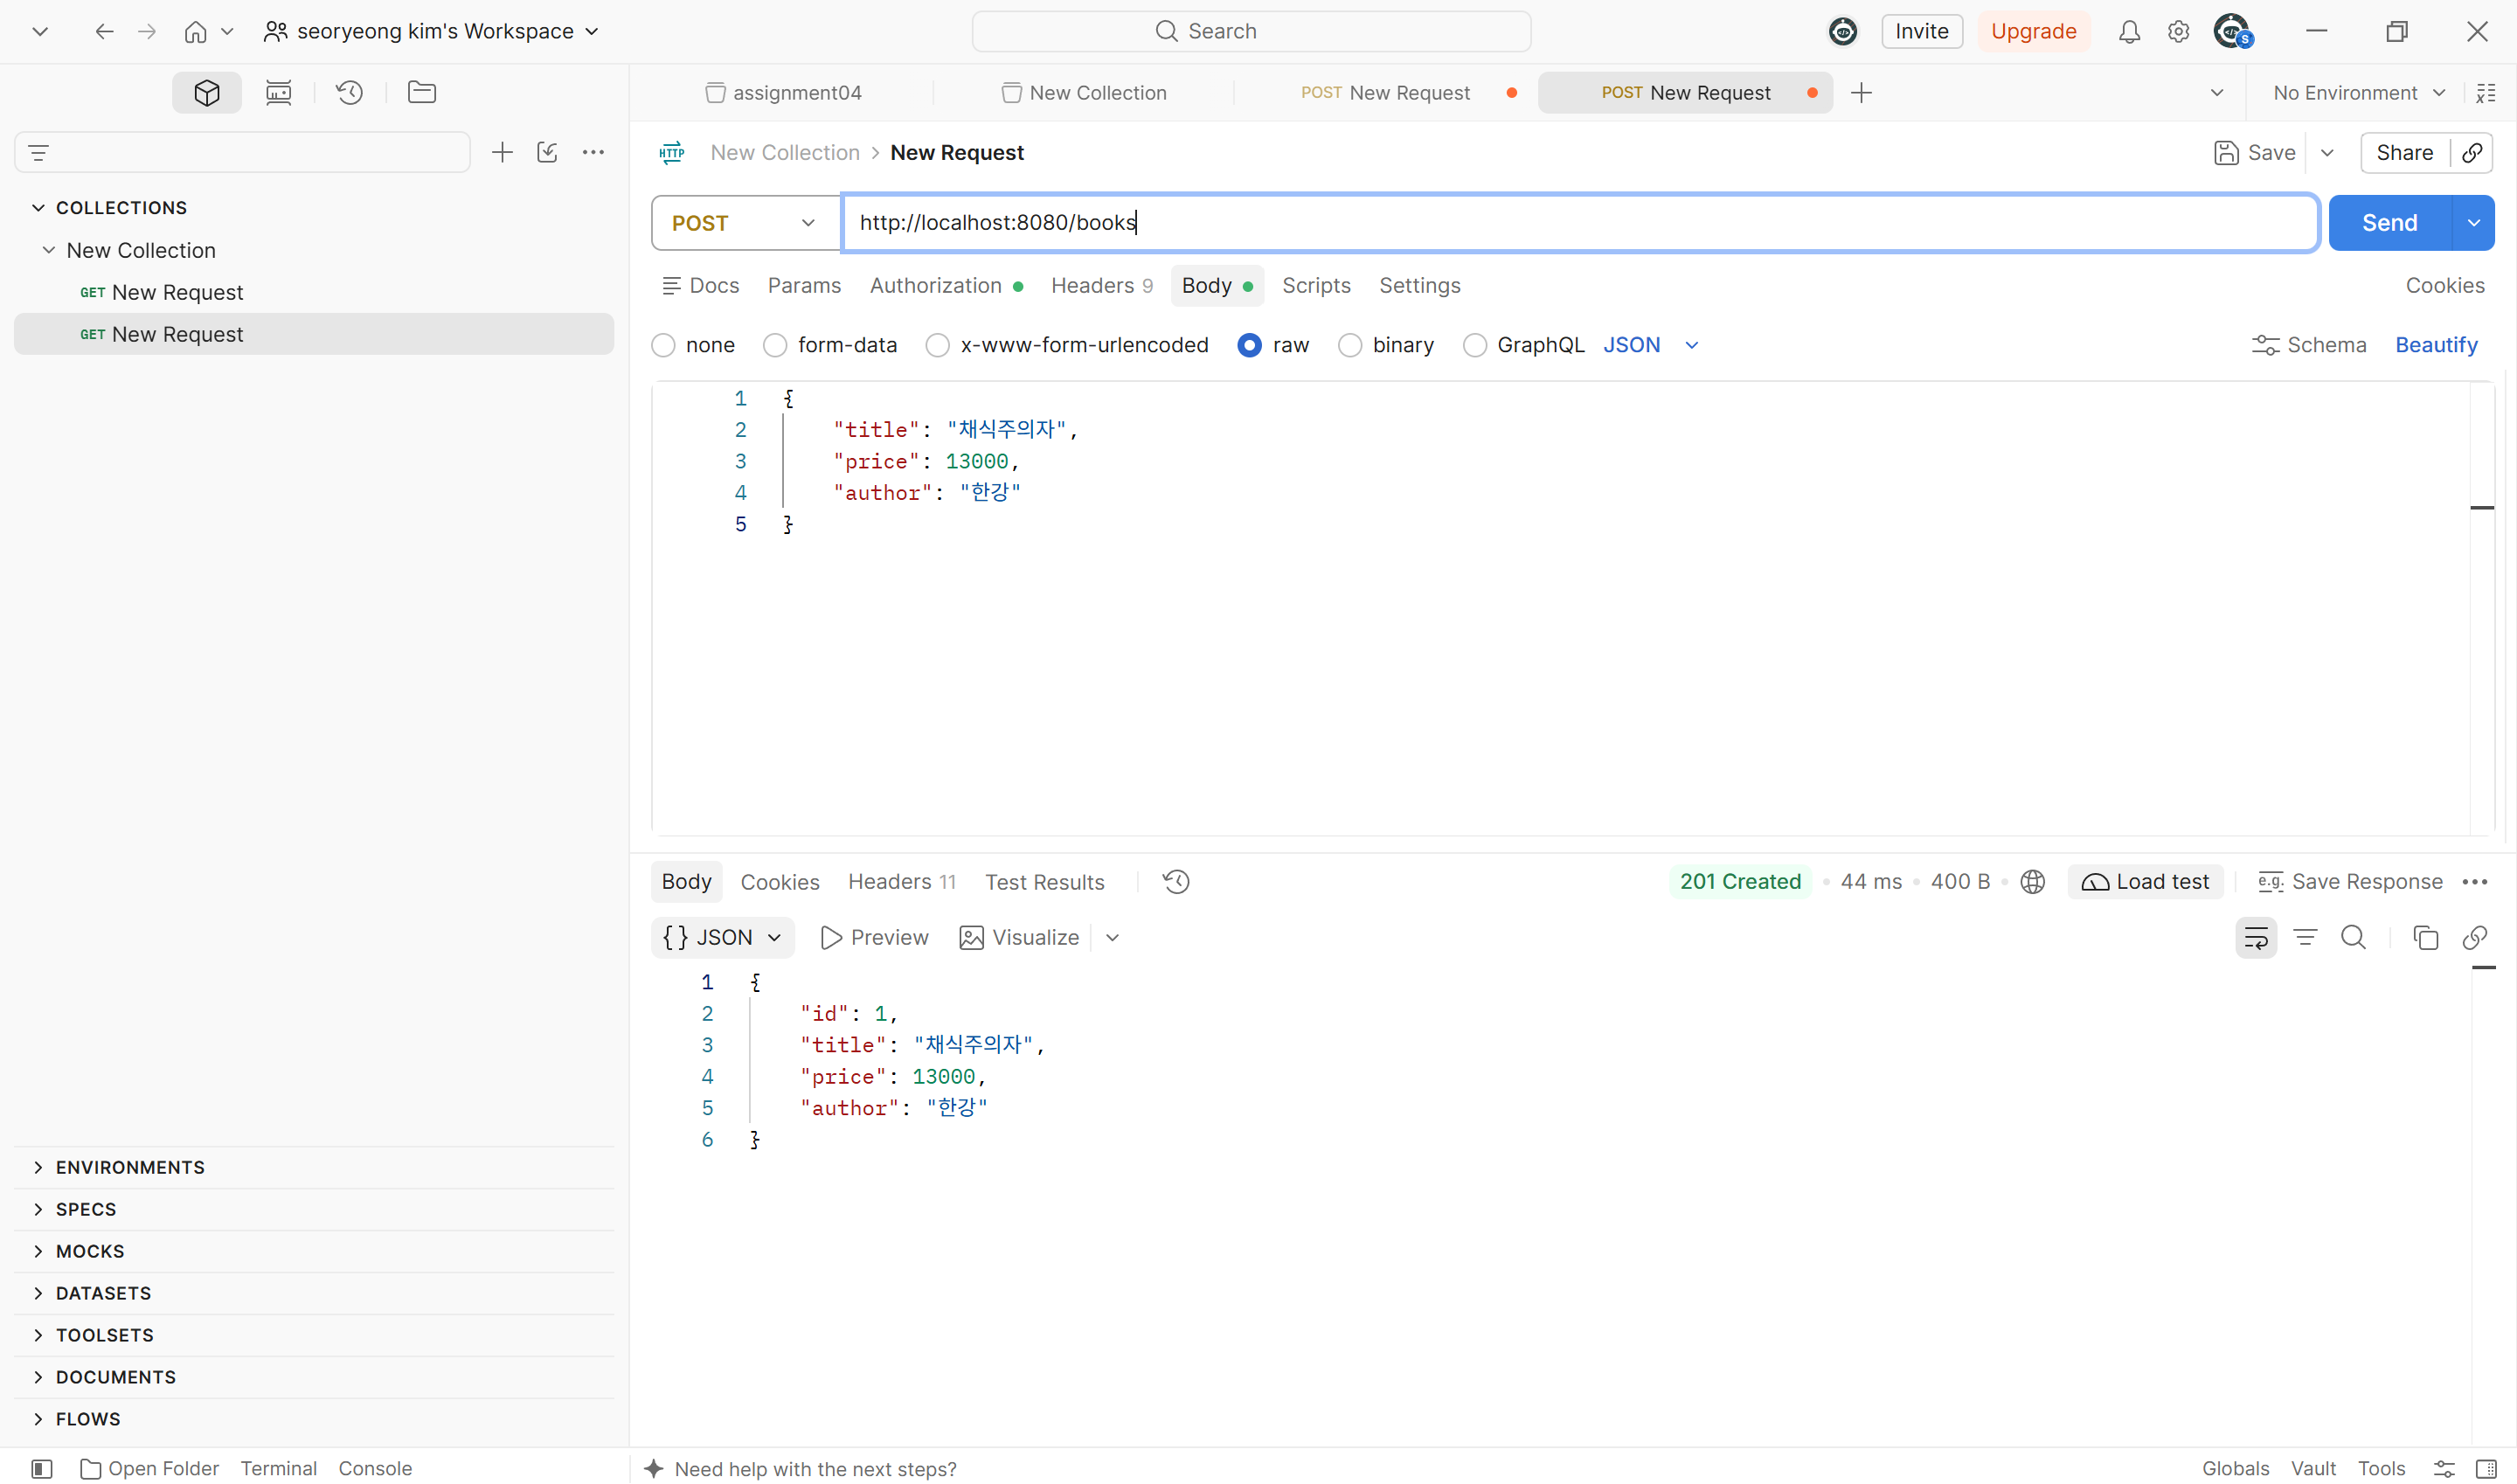 seoryeong kim's Workspace
Search
Invite
Upgrade
S
assignment04
New Collection
POST New Request
POST New Request
No Environment
HTTP New Collection > New Request
Save
Share
COLLECTIONS
New Collection
GET New Request
GET New Request
POST
http://localhost:8080/books
Send
Docs Params Authorization Headers 9 Body Scripts Settings Cookies
none form-data x-www-form-urlencoded raw binary GraphQL JSON Schema Beautify
1 {
2 "title": "채식주의자",
3 "price": 13000,
4 "author": "한강"
5 }
Body Cookies Headers 11 Test Results
201 Created • 44 ms • 400 B •
Load test
e.g. Save Response
{ } JSON Preview Visualize
1 {
2 "id": 1,
3 "title": "채식주의자",
4 "price": 13000,
5 "author": "한강"
6 }
ENVIRONMENTS
SPECS
MOCKS
DATASETS
TOOLSETS
DOCUMENTS
FLOWS
Open Folder Terminal Console
Need help with the next steps?
Globals Vault Tools